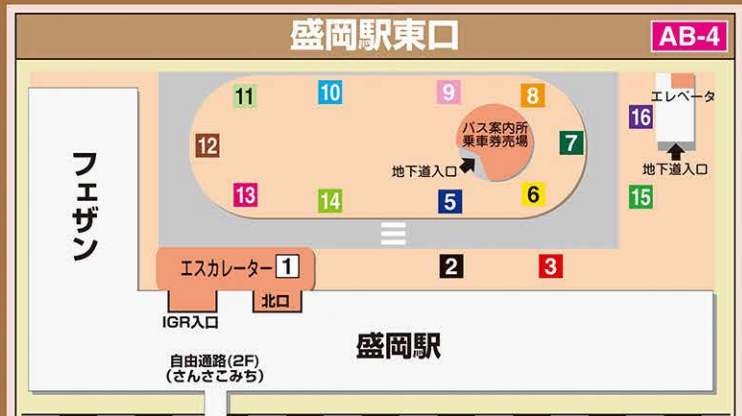 盛岡駅東口
AB-4
11
10
9
8
エレベータ
16
12
バス案内所
乗車券売場
7
フェザン
地下道入口
地下道入口
13
14
5
6
15
エスカレーター 1
2
3
北口
IGR入口
盛岡駅
自由通路(2F)
(さんさこみち)